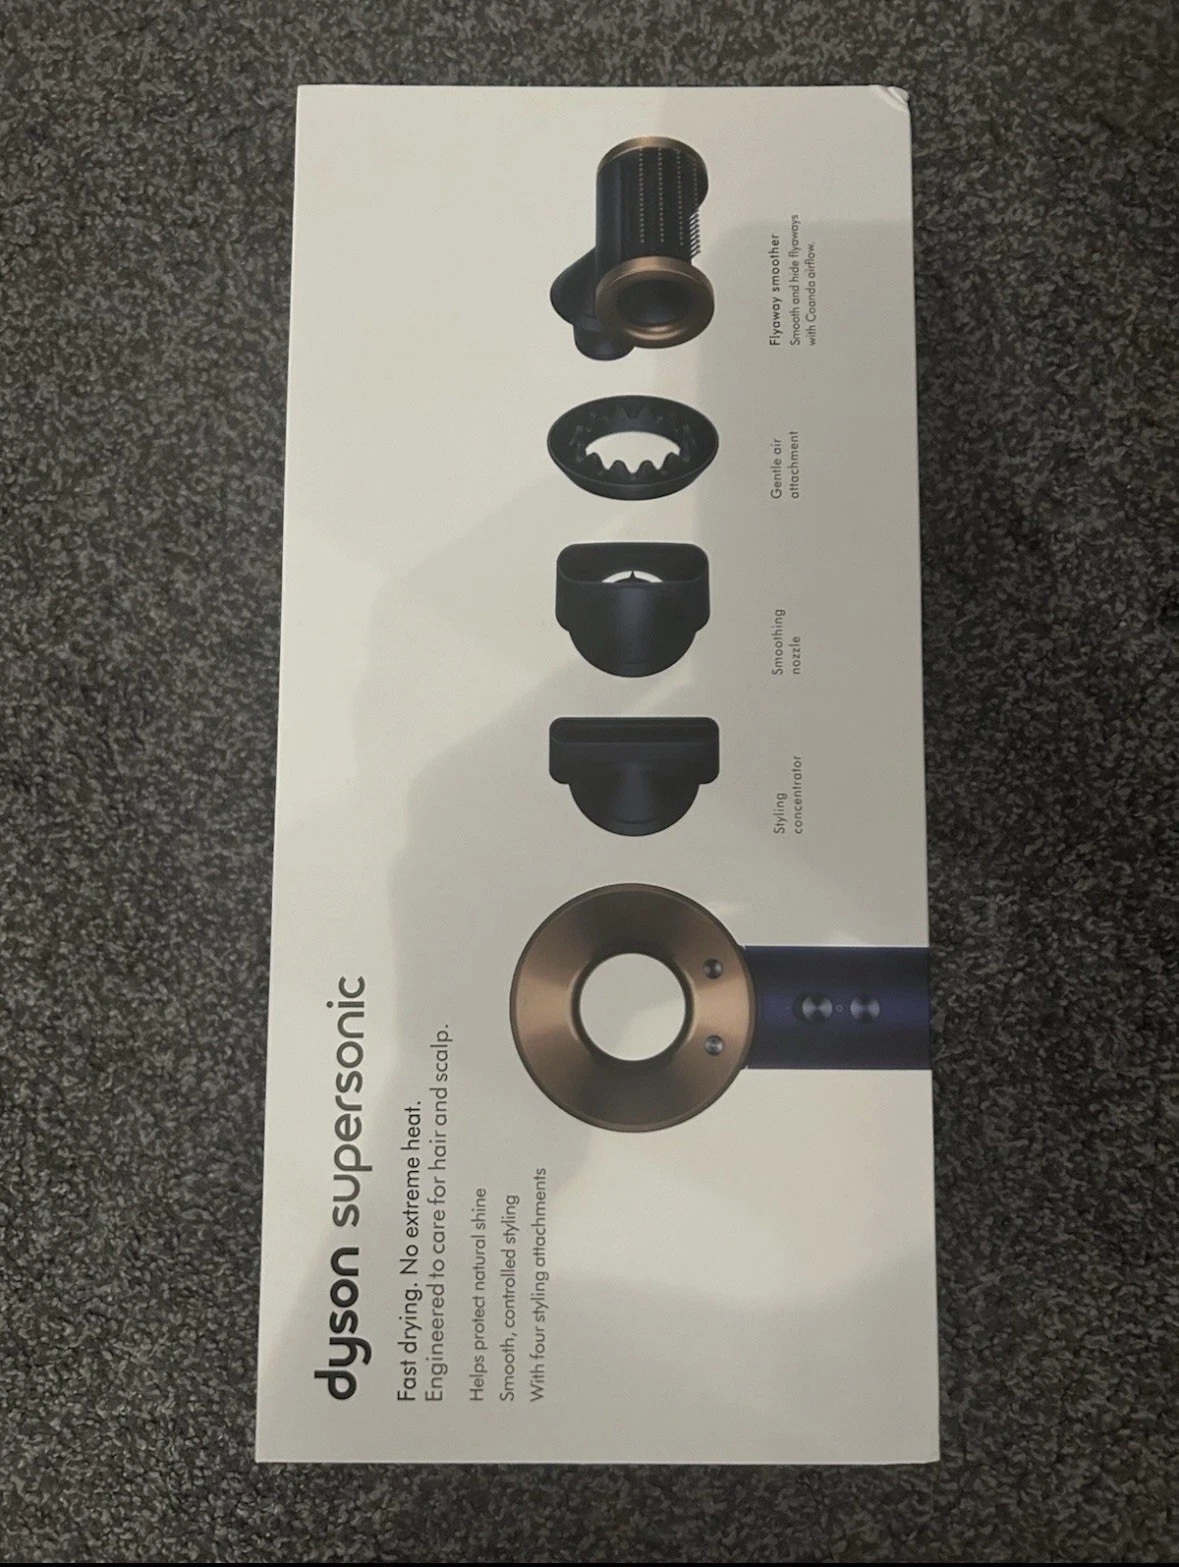 dyson supersonic
Fast drying. No extreme heat.
Engineered to care for hair and scalp.
Helps protect natural shine
Smooth, controlled styling
With four styling attachments
Styling
concentrator
Smoothing
nozzle
Gentle air
attachment
Flyaway smoother
Smooth and hide flyaways
with Coanda airflow.